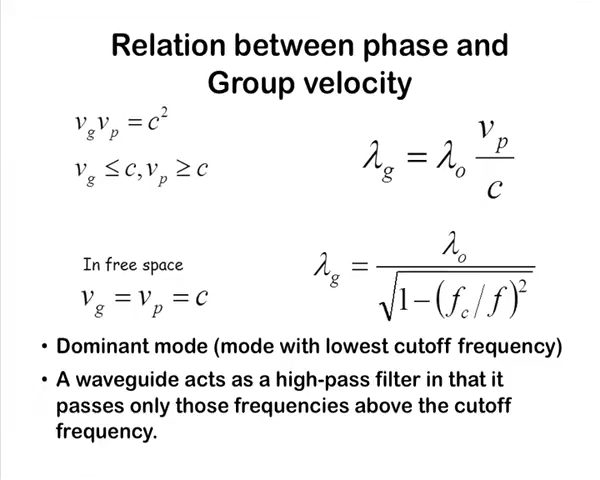 Relation between phase and
Group velocity
v_g v_p = c^2
v_g ≤ c, v_p ≥ c
λ_g = λ_o v_p / c
In free space
v_g = v_p = c
λ_g = λ_o / √(1 − (f_c / f)^2)
• Dominant mode (mode with lowest cutoff frequency)
• A waveguide acts as a high-pass filter in that it
passes only those frequencies above the cutoff
frequency.